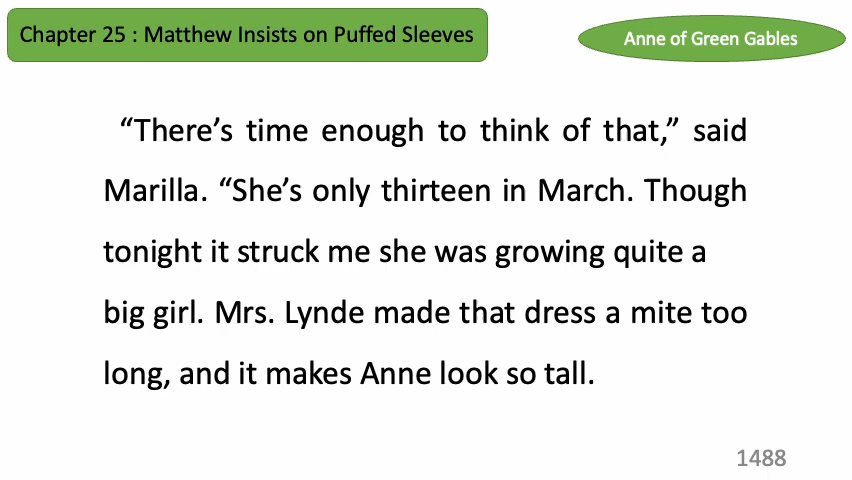 Chapter 25 : Matthew Insists on Puffed Sleeves
Anne of Green Gables
“There’s time enough to think of that,” said
Marilla. “She’s only thirteen in March. Though
tonight it struck me she was growing quite a
big girl. Mrs. Lynde made that dress a mite too
long, and it makes Anne look so tall.
1488